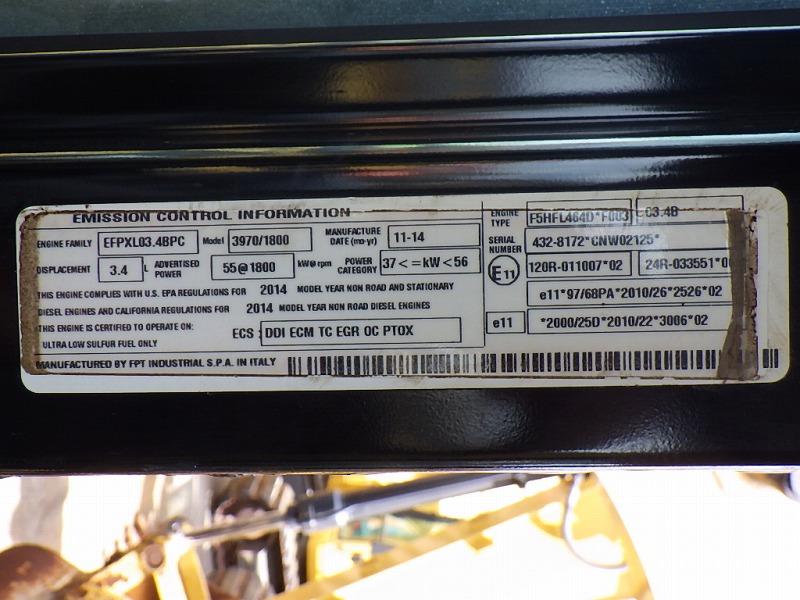 EMISSION CONTROL INFORMATION
ENGINE FAMILY EFPXL03.4BPC Model 3970/1800 MANUFACTURE DATE (mo-yr) 11-14
DISPLACEMENT 3.4 L ADVERTISED POWER 55@1800 kW@rpm POWER CATEGORY 37<=kW<56
THIS ENGINE COMPLIES WITH U.S. EPA REGULATIONS FOR 2014 MODEL YEAR NON ROAD AND STATIONARY
DIESEL ENGINES AND CALIFORNIA REGULATIONS FOR 2014 MODEL YEAR NON ROAD DIESEL ENGINES
THIS ENGINE IS CERTIFIED TO OPERATE ON:
ULTRA LOW SULFUR FUEL ONLY
ECS : DDI ECM TC EGR OC PTOX
MANUFACTURED BY FPT INDUSTRIAL S.P.A. IN ITALY
ENGINE TYPE F5HFL464D*F003 03.4B
SERIAL NUMBER 432-8172*CNW02125*
E11 120R-011007*02 24R-033551*
e11*97/68PA*2010/26*2526*02
e11 *2000/25D*2010/22*3006*02